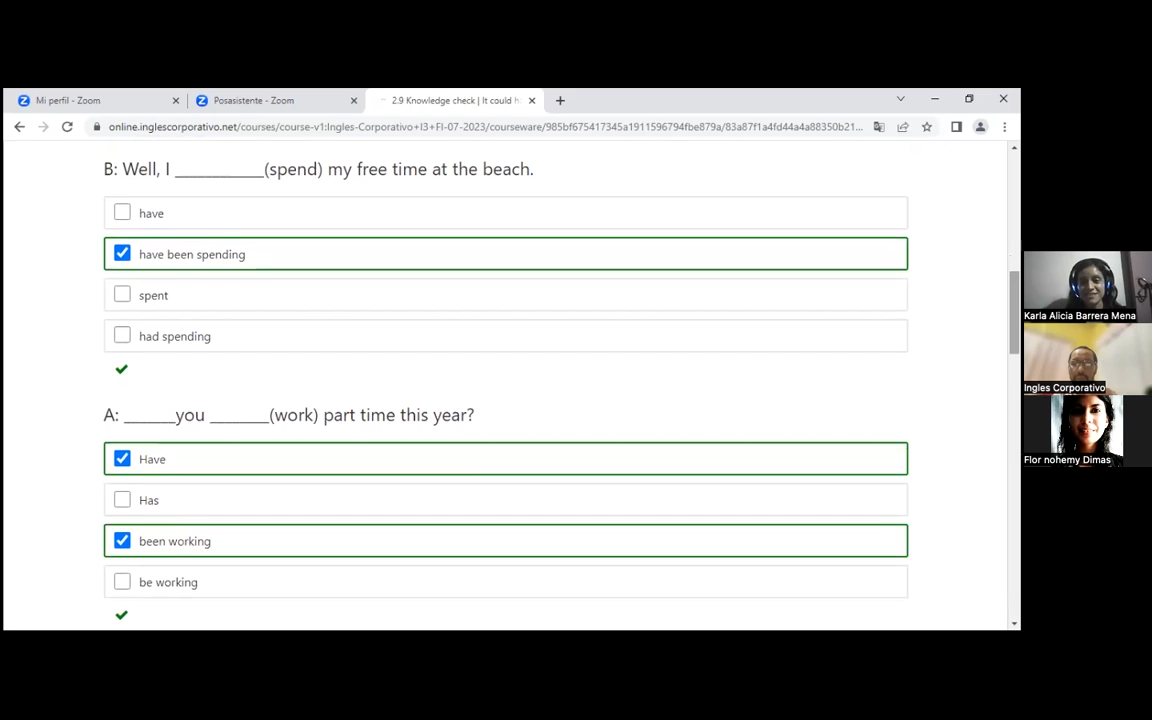 Mi perfil - Zoom
Posasistente - Zoom
2.9 Knowledge check | It could h
online.inglescorporativo.net/courses/course-v1:Ingles-Corporativo+I3+FI-07-2023/courseware/985bf675417345a1911596794fbe879a/83a87f1a4fd44a4a88350b21...
B: Well, I __________(spend) my free time at the beach.
have
have been spending
spent
had spending
A: ______you _______(work) part time this year?
Have
Has
been working
be working
Karla Alicia Barrera Mena
Ingles Corporativo
Flor nohemy Dimas